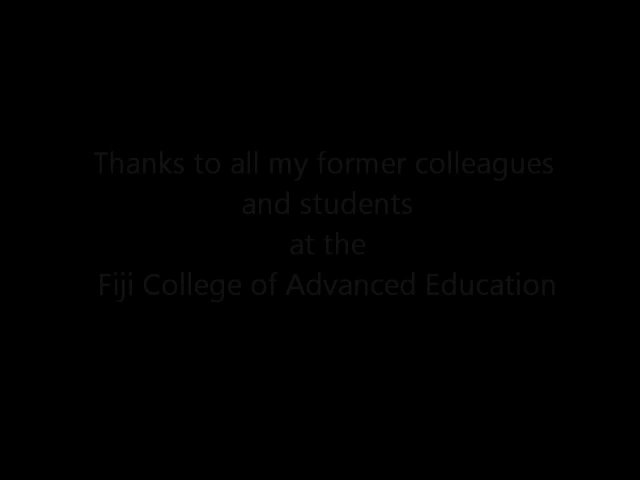 Thanks to all my former colleagues
and students
at the
Fiji College of Advanced Education